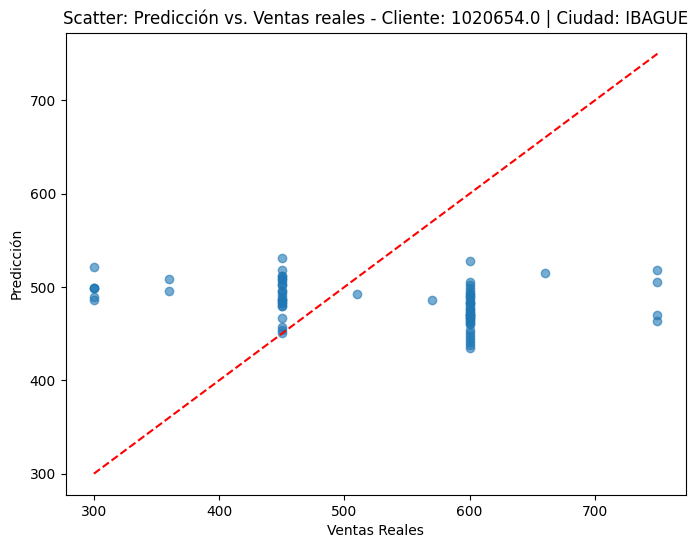 Scatter: Predicción vs. Ventas reales - Cliente: 1020654.0 | Ciudad: IBAGUE
700
600
500
400
300
Predicción
300 400 500 600 700
Ventas Reales